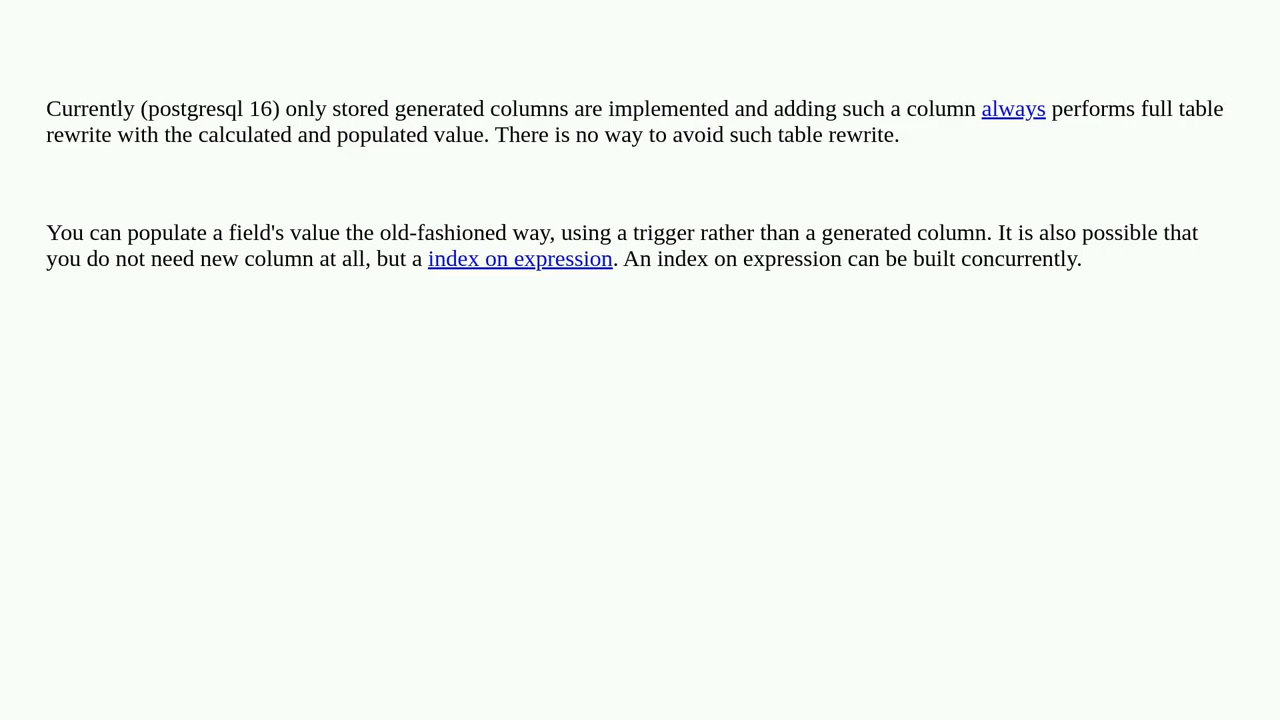 Currently (postgresql 16) only stored generated columns are implemented and adding such a column always performs full table
rewrite with the calculated and populated value. There is no way to avoid such table rewrite.
You can populate a field's value the old-fashioned way, using a trigger rather than a generated column. It is also possible that
you do not need new column at all, but a index on expression. An index on expression can be built concurrently.